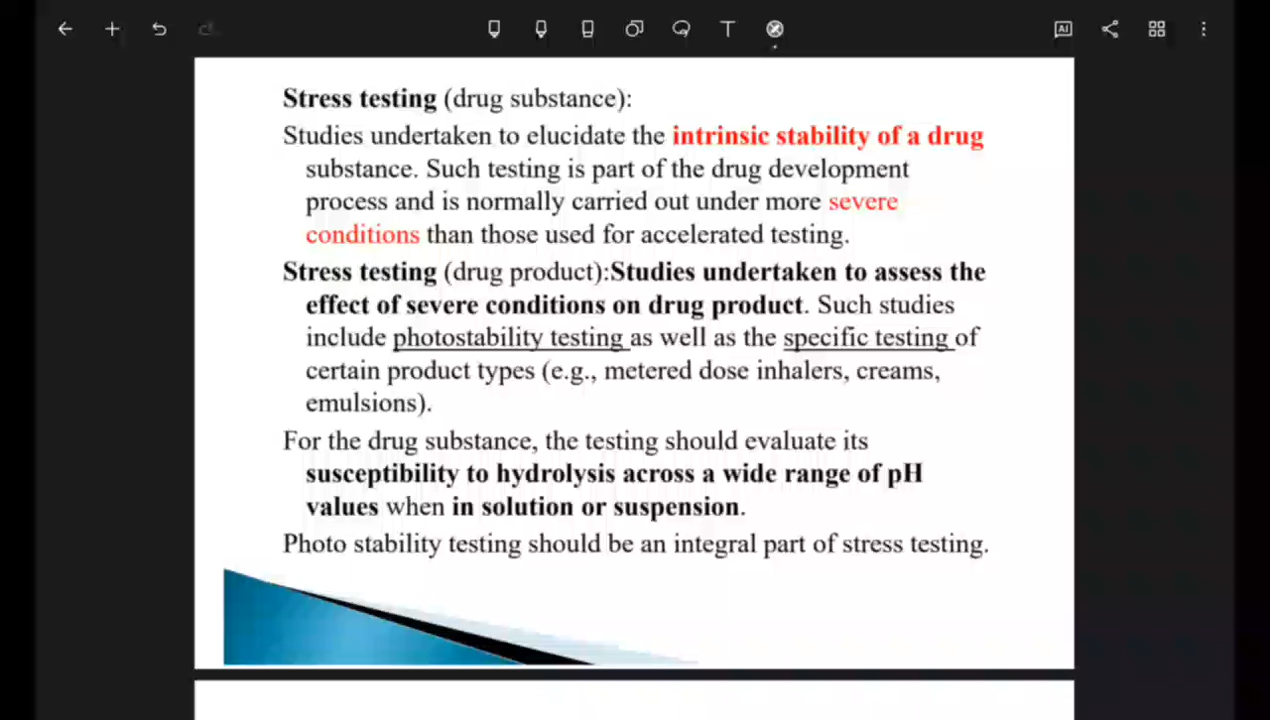 AI
T
Stress testing (drug substance):
Studies undertaken to elucidate the intrinsic stability of a drug
substance. Such testing is part of the drug development
process and is normally carried out under more severe
conditions than those used for accelerated testing.
Stress testing (drug product):Studies undertaken to assess the
effect of severe conditions on drug product. Such studies
include photostability testing as well as the specific testing of
certain product types (e.g., metered dose inhalers, creams,
emulsions).
For the drug substance, the testing should evaluate its
susceptibility to hydrolysis across a wide range of pH
values when in solution or suspension.
Photo stability testing should be an integral part of stress testing.